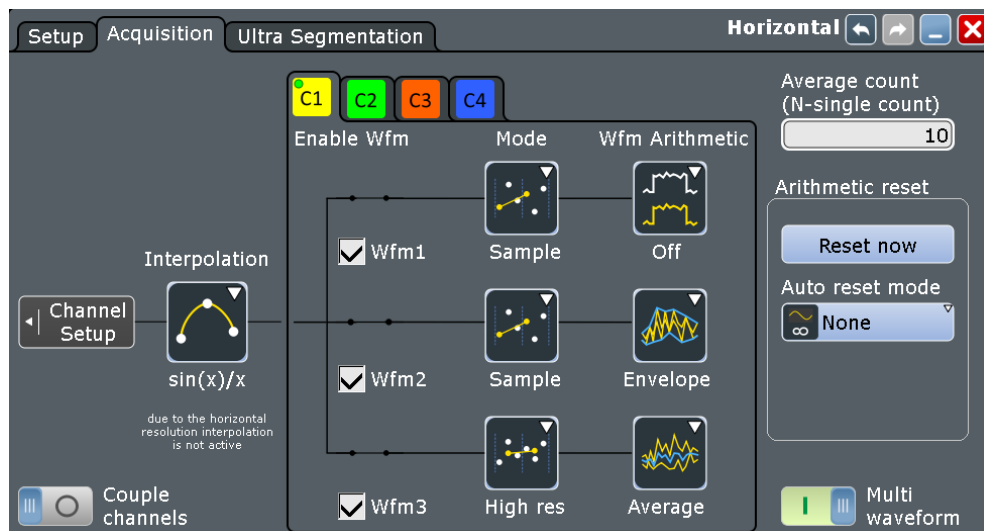 Setup
Acquisition
Ultra Segmentation
Horizontal
C1
C2
C3
C4
Enable Wfm
Mode
Wfm Arithmetic
Wfm1
Sample
Off
Wfm2
Sample
Envelope
Wfm3
High res
Average
Channel
Setup
Interpolation
sin(x)/x
due to the horizontal
resolution interpolation
is not active
Couple
channels
Average count
(N-single count)
10
Arithmetic reset
Reset now
Auto reset mode
None
Multi
waveform